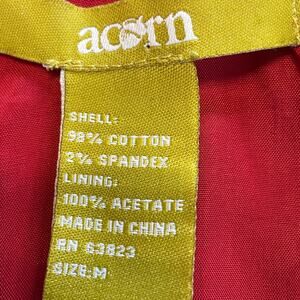 acorn
SHELL:
98% COTTON
2% SPANDEX
LINING:
100% ACETATE
MADE IN CHINA
RN 63823
SIZE:M